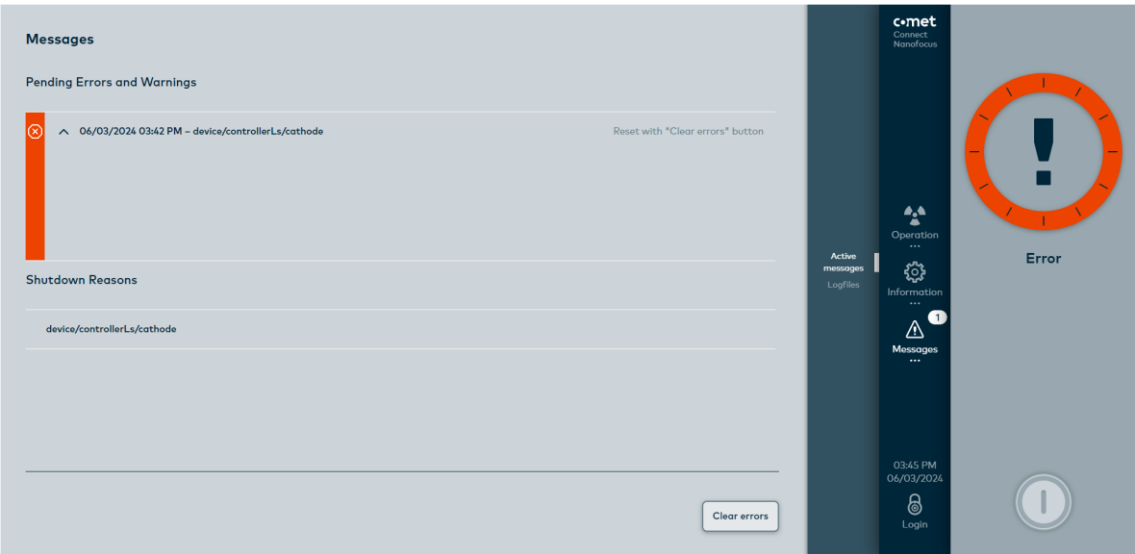 Messages
Pending Errors and Warnings
06/03/2024 03:42 PM – device/controllerLs/cathode
Reset with "Clear errors" button
Shutdown Reasons
device/controllerLs/cathode
Clear errors
Active
messages
Logfiles
comet
Connect
Nanofocus
Operation
Information
1
Messages
03:45 PM
06/03/2024
Login
Error